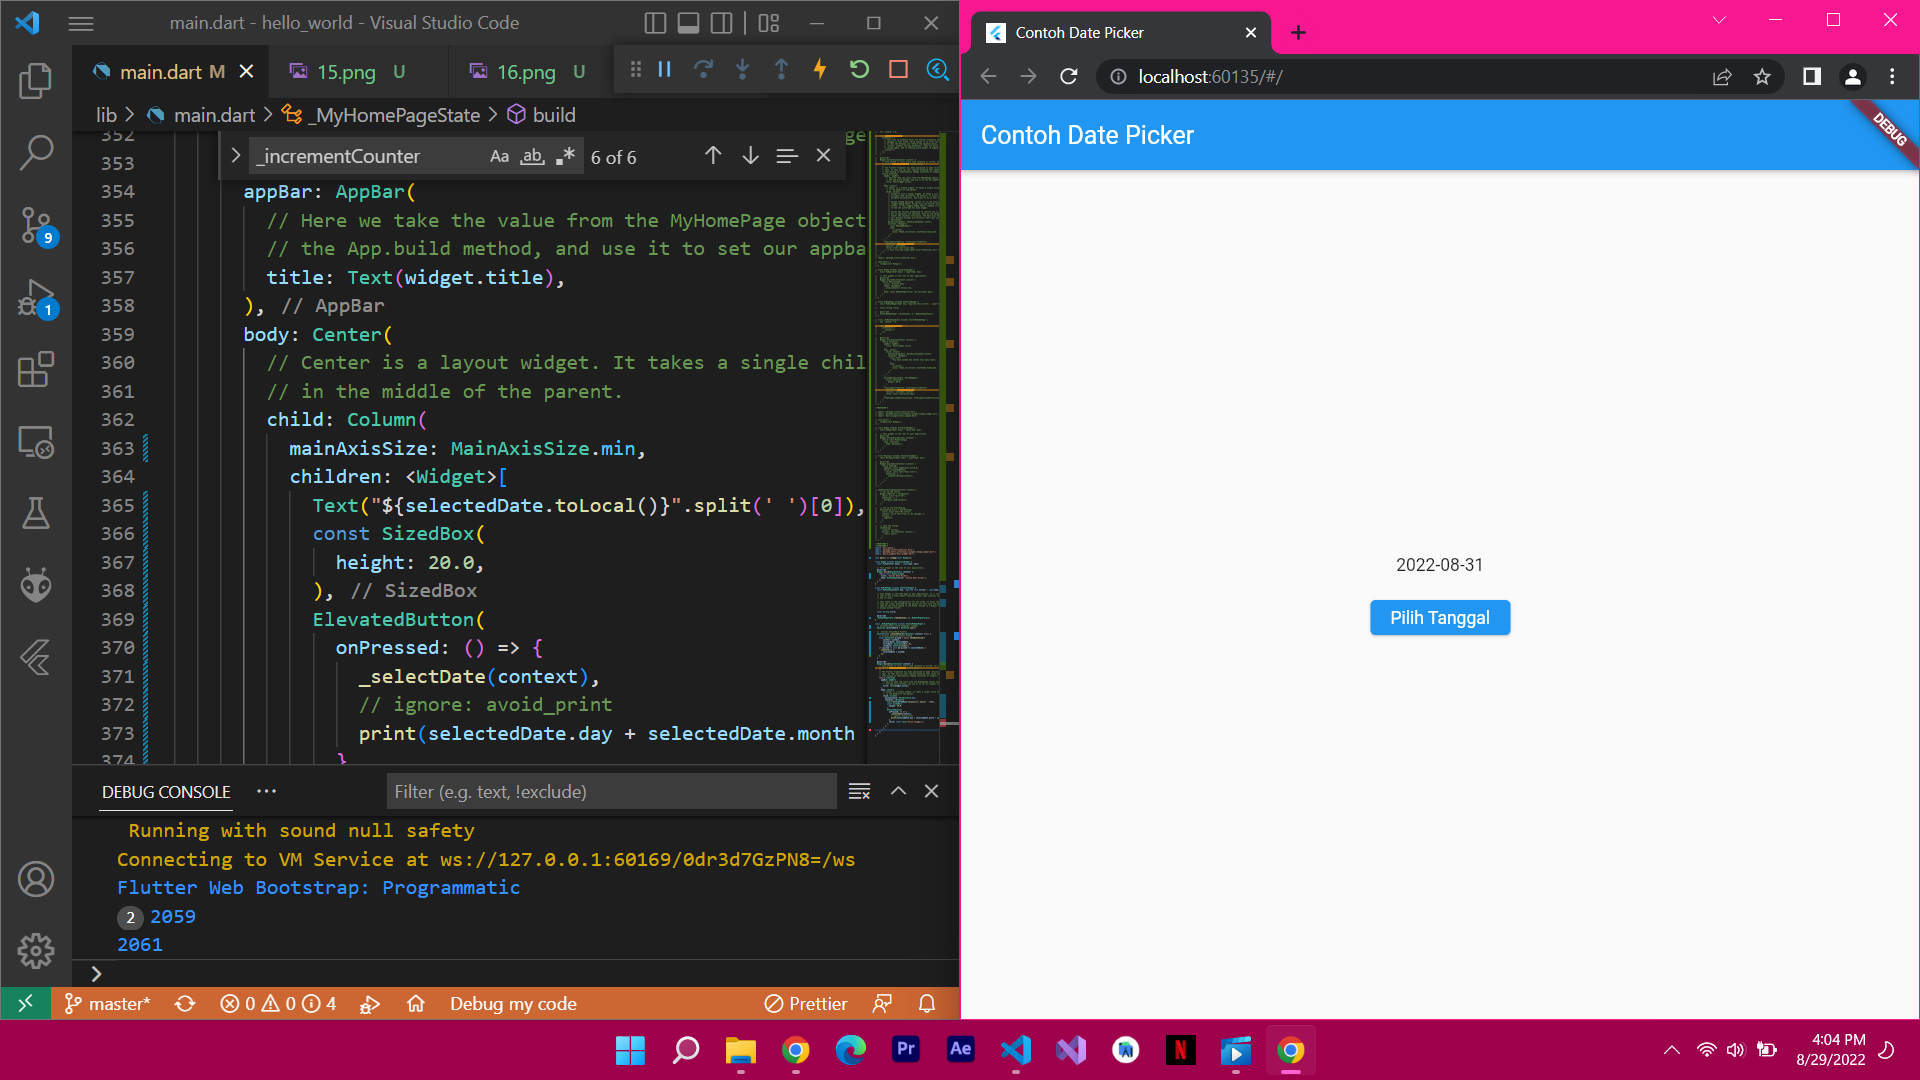 main.dart - hello_world - Visual Studio Code
main.dart M
15.png U
16.png U
lib > main.dart > _MyHomePageState > build
_incrementCounter
Aa ab .*
6 of 6
352
353
354 appBar: AppBar(
355 // Here we take the value from the MyHomePage object
356 // the App.build method, and use it to set our appba
357 title: Text(widget.title),
358 ), // AppBar
359 body: Center(
360 // Center is a layout widget. It takes a single chil
361 // in the middle of the parent.
362 child: Column(
363 mainAxisSize: MainAxisSize.min,
364 children: <Widget>[
365 Text("${selectedDate.toLocal()}".split(' ')[0]),
366 const SizedBox(
367 height: 20.0,
368 ), // SizedBox
369 ElevatedButton(
370 onPressed: () => {
371 _selectDate(context),
372 // ignore: avoid_print
373 print(selectedDate.day + selectedDate.month
374 }
9
1
DEBUG CONSOLE
Filter (e.g. text, !exclude)
Running with sound null safety
Connecting to VM Service at ws://127.0.0.1:60169/0dr3d7GzPN8=/ws
Flutter Web Bootstrap: Programmatic
2 2059
2061
master* 0 0 4 Debug my code Prettier
Contoh Date Picker
localhost:60135/#/
Contoh Date Picker
DEBUG
2022-08-31
Pilih Tanggal
Pr
Ae
N
4:04 PM
8/29/2022